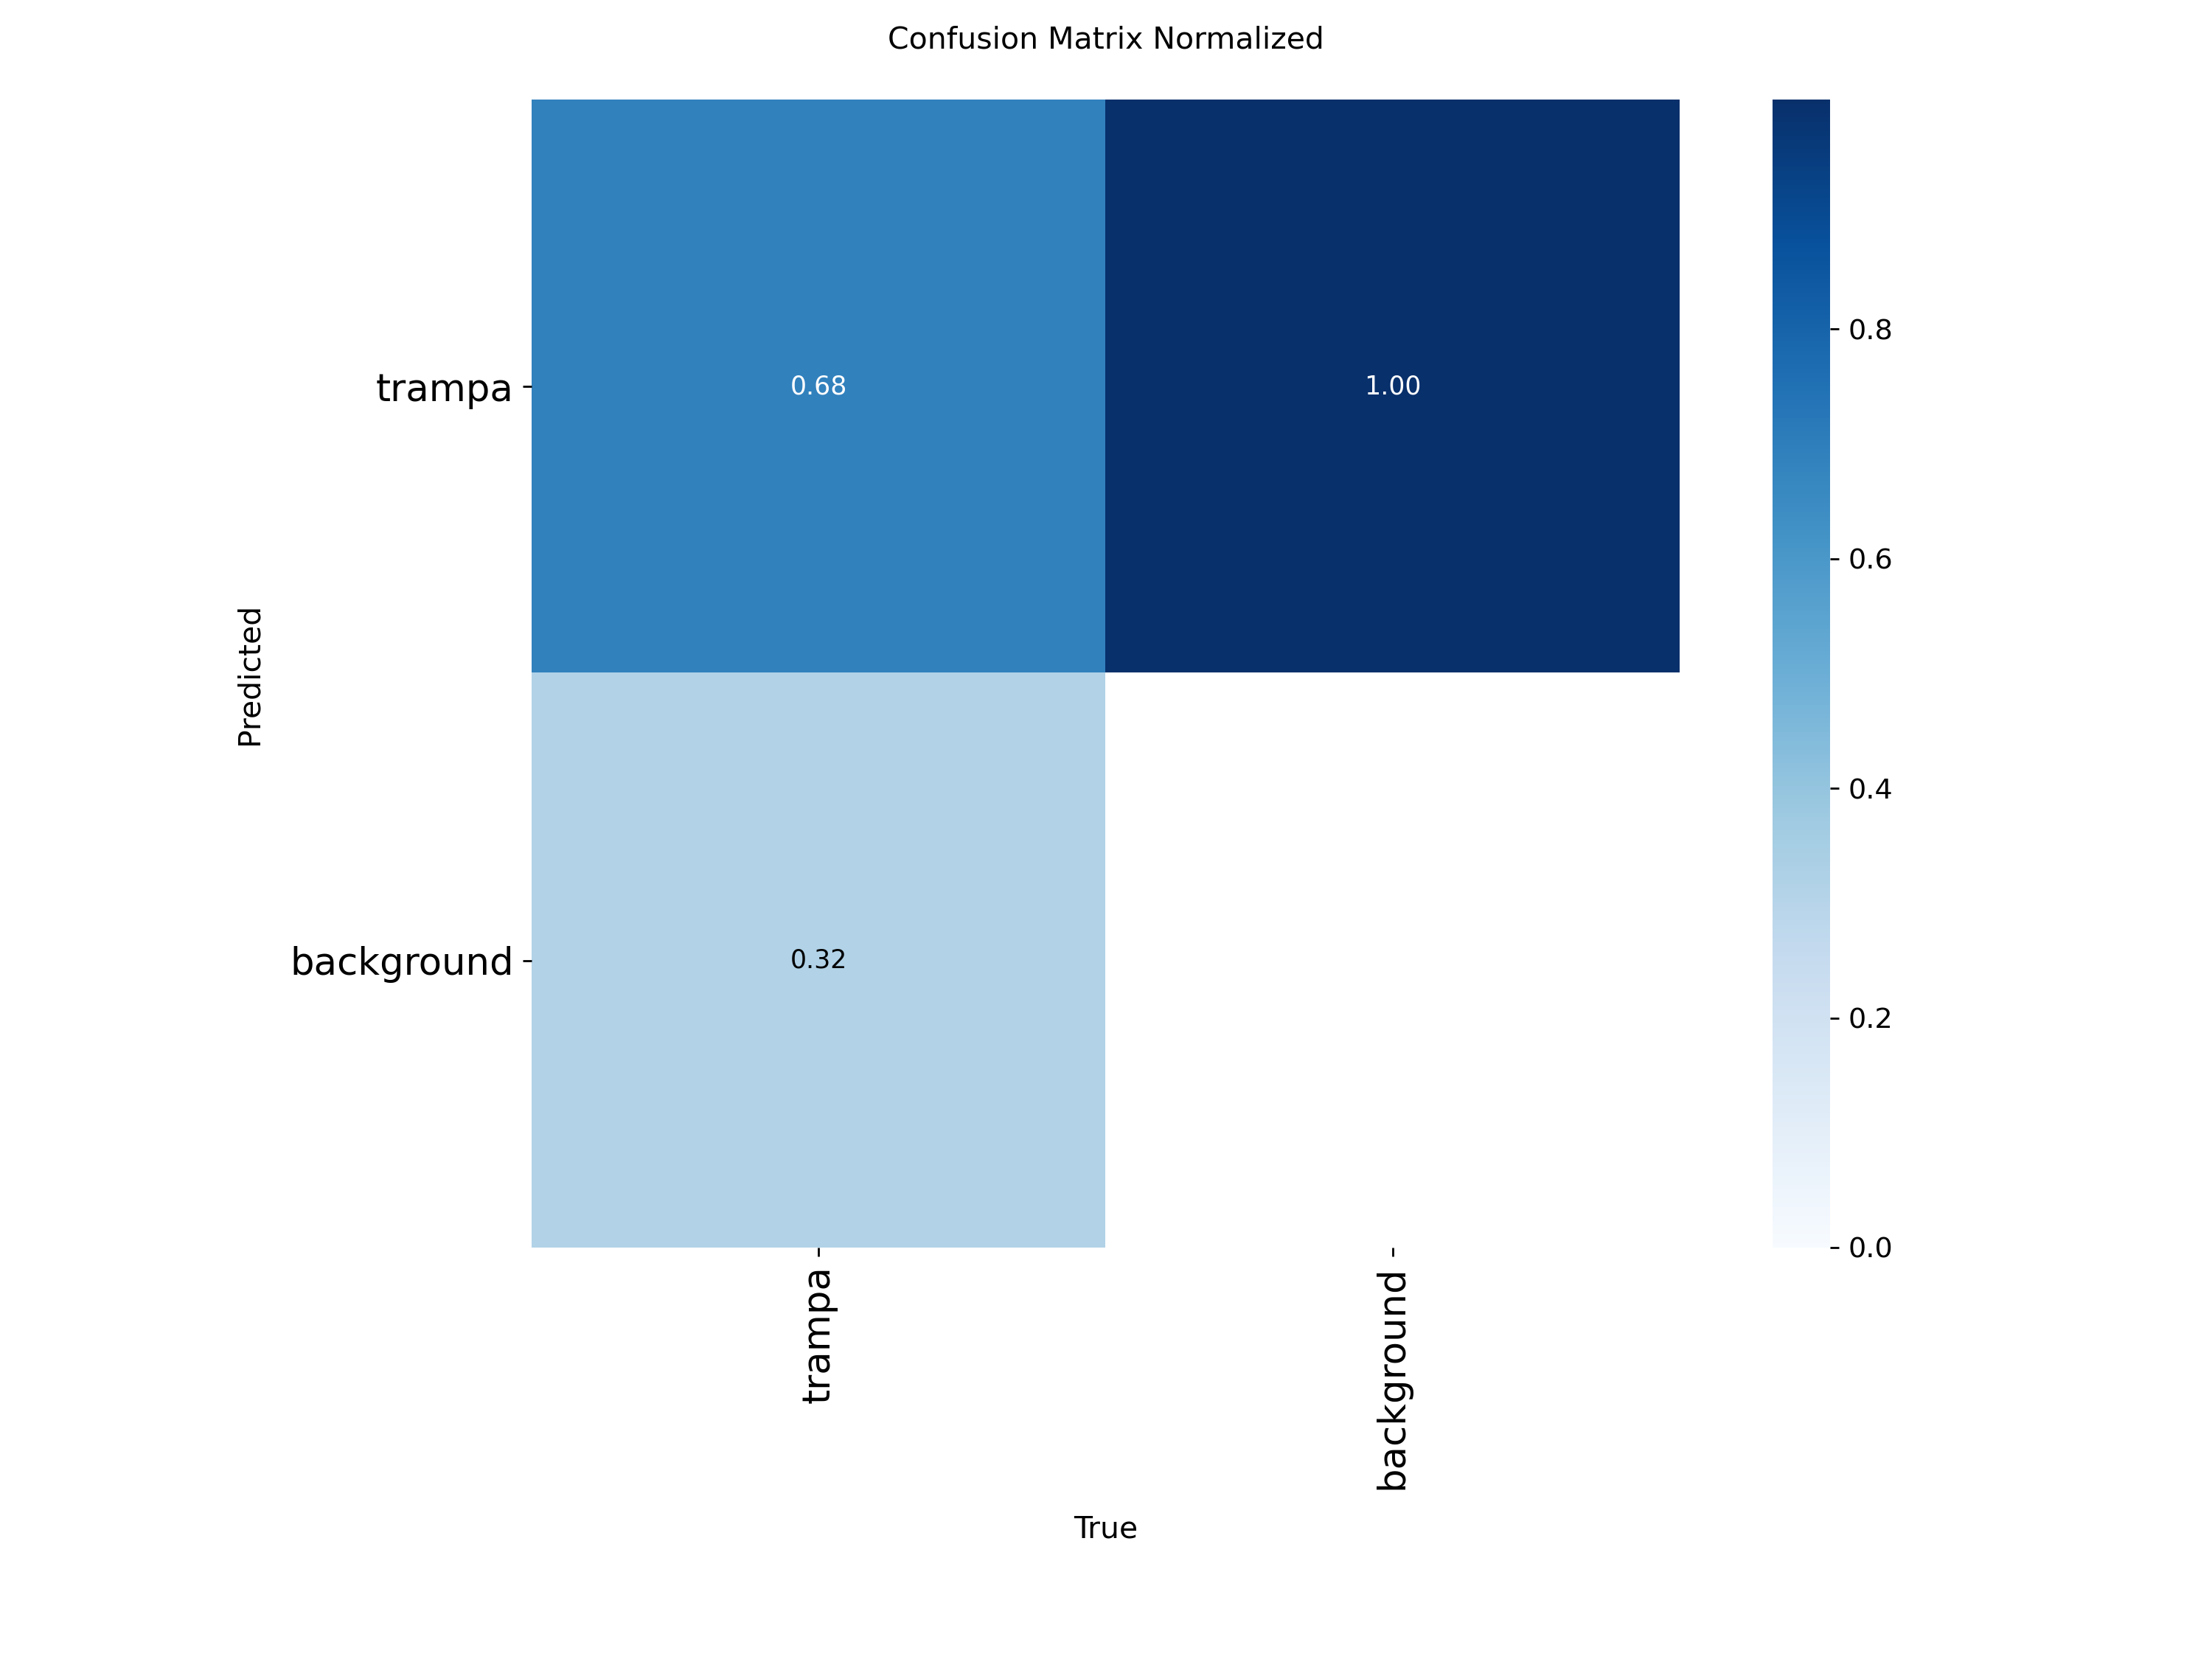 Confusion Matrix Normalized
trampa
0.68
1.00
0.8
0.6
Predicted
0.4
background
0.32
0.2
0.0
trampa
background
True